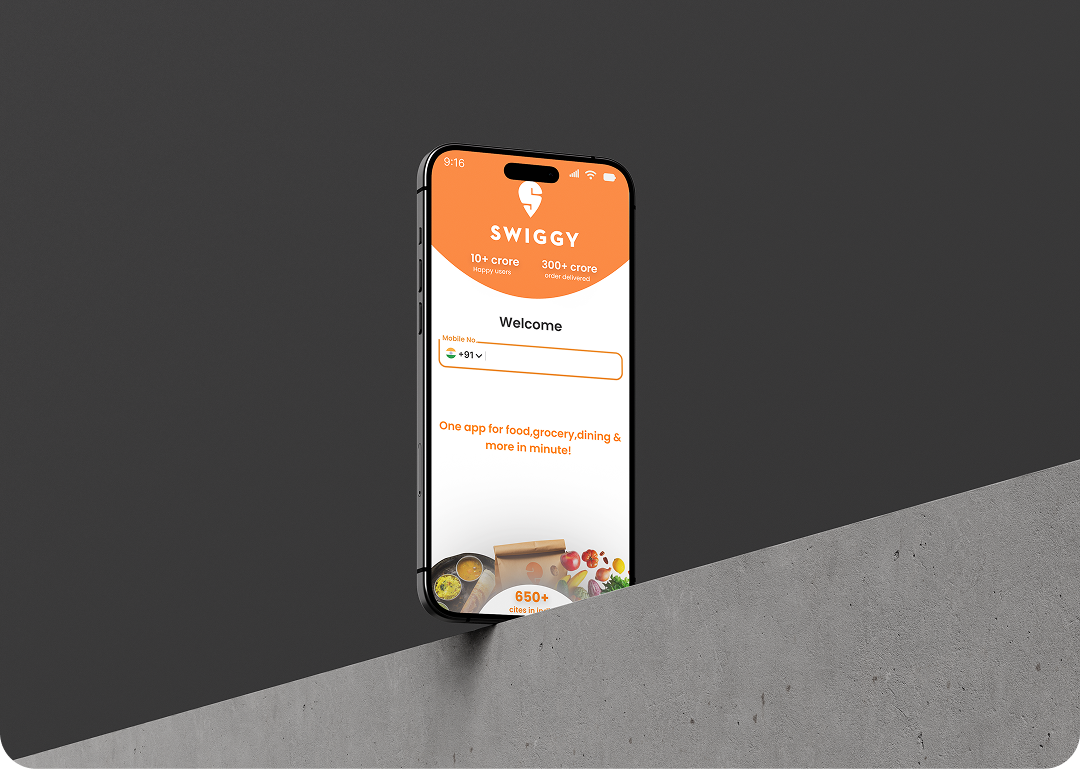 9:16
SWIGGY
10+ crore
Happy users
300+ crore
order delivered
Welcome
Mobile No.
+91
One app for food,grocery,dining &
more in minute!
650+
cites in